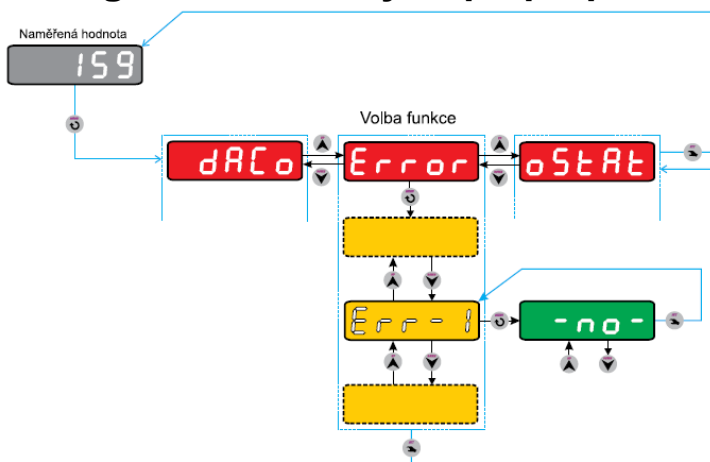 Naměřená hodnota
159
Volba funkce
dACo
Error
oStAt
Err-1
-no-